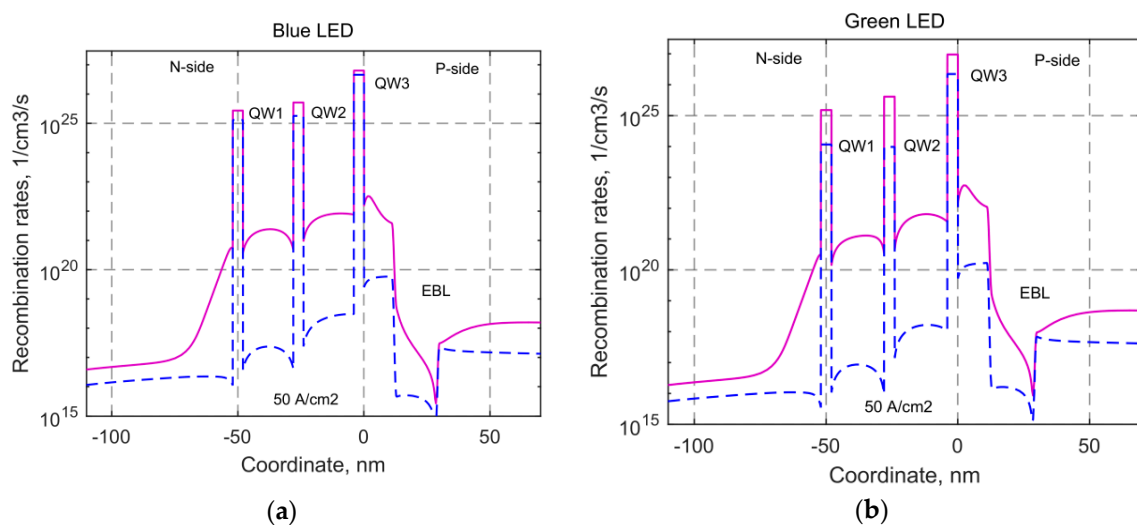 Blue LED
N-side
P-side
QW3
QW1
QW2
EBL
50 A/cm2
10^25
10^20
10^15
Recombination rates, 1/cm3/s
-100
-50
0
50
Coordinate, nm
(a)
Green LED
N-side
P-side
QW3
QW1
QW2
EBL
50 A/cm2
10^25
10^20
10^15
Recombination rates, 1/cm3/s
-100
-50
0
50
Coordinate, nm
(b)